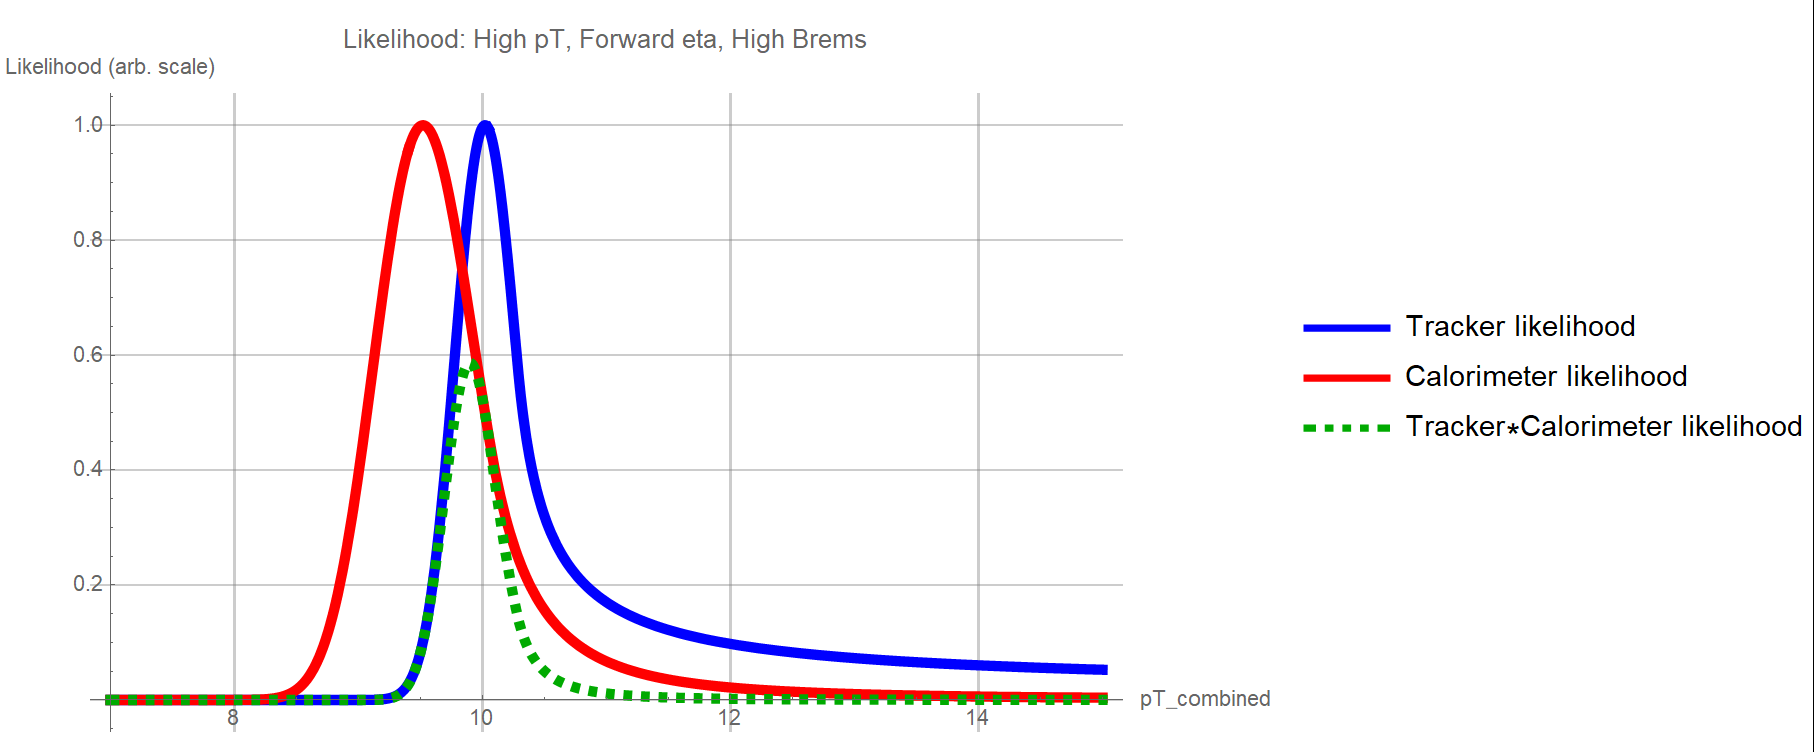 Likelihood: High pT, Forward eta, High Brems
Likelihood (arb. scale)
1.0
0.8
0.6
0.4
0.2
8 10 12 14
pT_combined
Tracker likelihood
Calorimeter likelihood
Tracker*Calorimeter likelihood